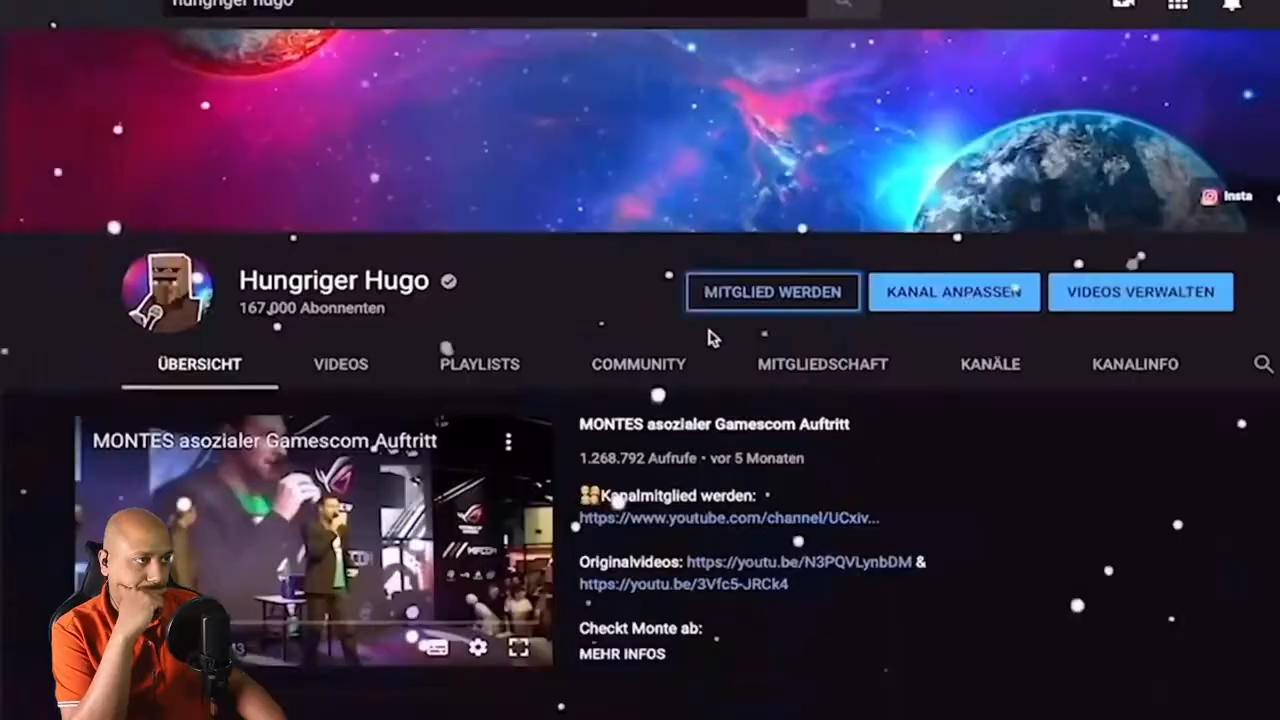 hungriger hugo
Insta
Hungriger Hugo
167.000 Abonnenten
MITGLIED WERDEN
KANAL ANPASSEN
VIDEOS VERWALTEN
ÜBERSICHT
VIDEOS
PLAYLISTS
COMMUNITY
MITGLIEDSCHAFT
KANÄLE
KANALINFO
MONTES asozialer Gamescom Auftritt
MONTES asozialer Gamescom Auftritt
1.268.792 Aufrufe • vor 5 Monaten
Kanalmitglied werden:
https://www.youtube.com/channel/UCxiv...
Originalvideos: https://youtu.be/N3PQVLynbDM &
https://youtu.be/3Vfc5-JRCk4
Checkt Monte ab:
MEHR INFOS